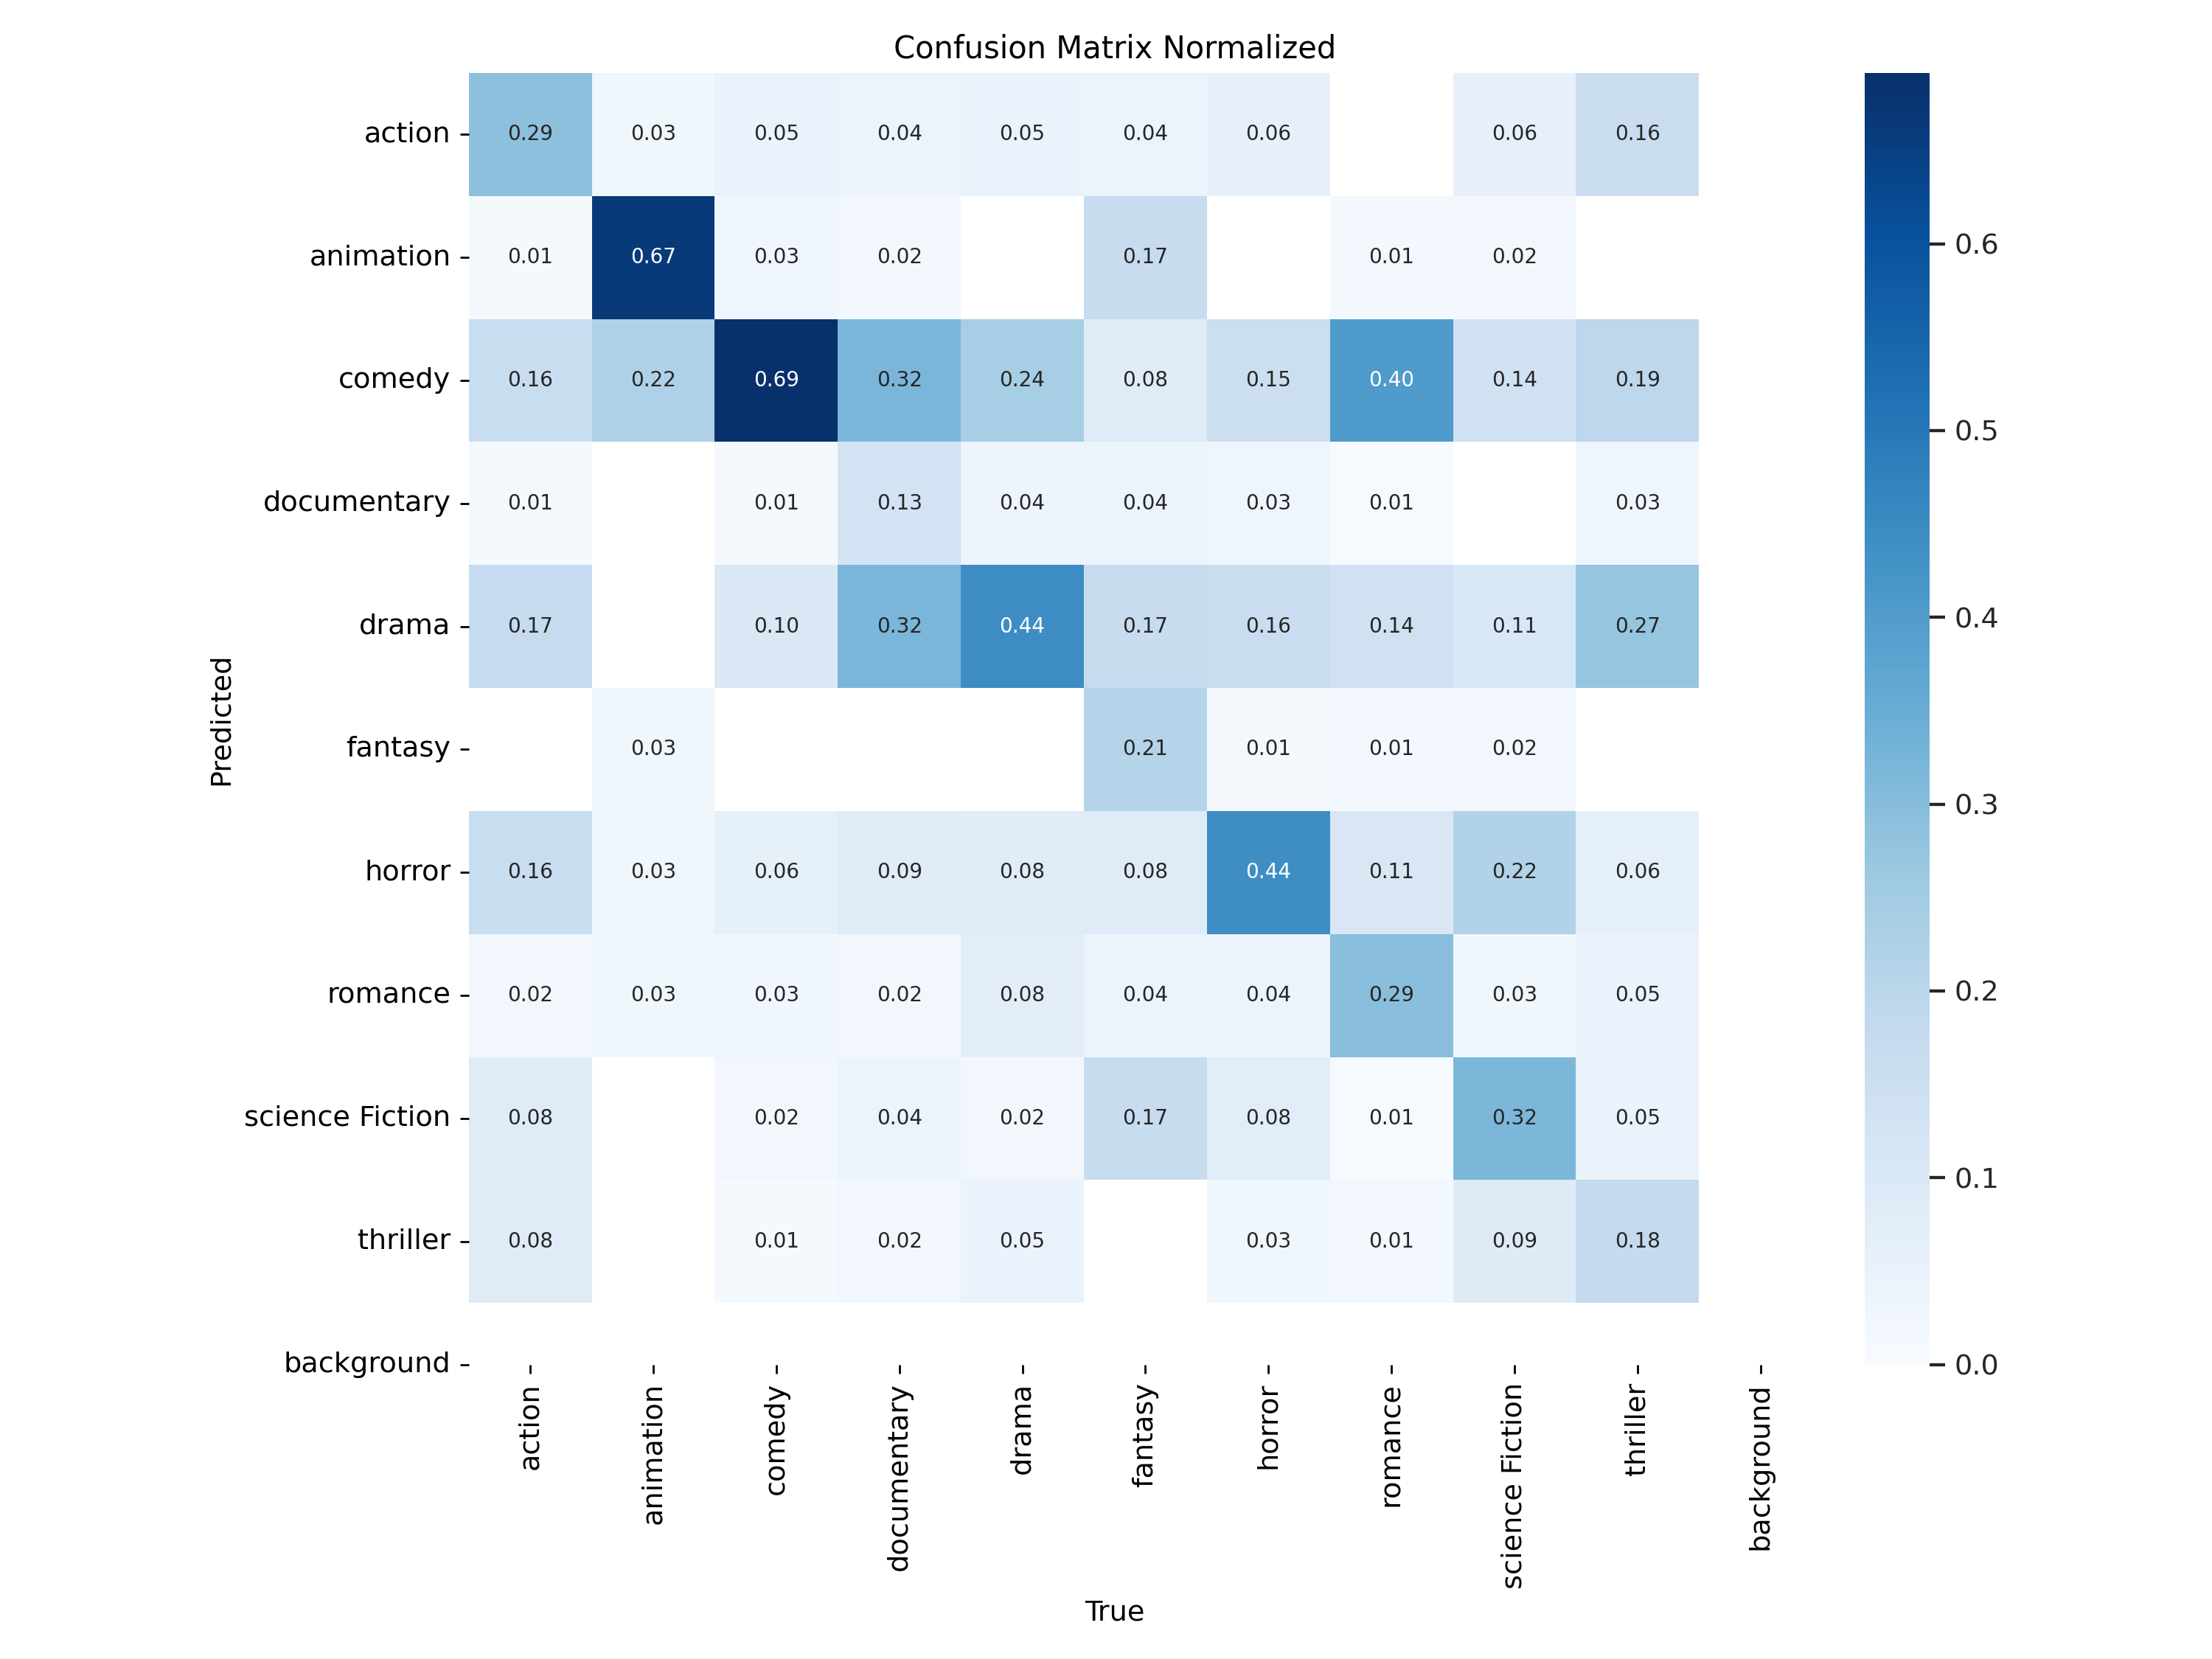 Confusion Matrix Normalized
action 0.29 0.03 0.05 0.04 0.05 0.04 0.06 0.06 0.16
animation 0.01 0.67 0.03 0.02 0.17 0.01 0.02
0.6
comedy 0.16 0.22 0.69 0.32 0.24 0.08 0.15 0.40 0.14 0.19
0.5
documentary 0.01 0.01 0.13 0.04 0.04 0.03 0.01 0.03
0.4
drama 0.17 0.10 0.32 0.44 0.17 0.16 0.14 0.11 0.27
Predicted
fantasy 0.03 0.21 0.01 0.01 0.02
0.3
horror 0.16 0.03 0.06 0.09 0.08 0.08 0.44 0.11 0.22 0.06
0.2
romance 0.02 0.03 0.03 0.02 0.08 0.04 0.04 0.29 0.03 0.05
science Fiction 0.08 0.02 0.04 0.02 0.17 0.08 0.01 0.32 0.05
0.1
thriller 0.08 0.01 0.02 0.05 0.03 0.01 0.09 0.18
background
0.0
action
animation
comedy
documentary
drama
fantasy
horror
romance
science Fiction
thriller
background
True